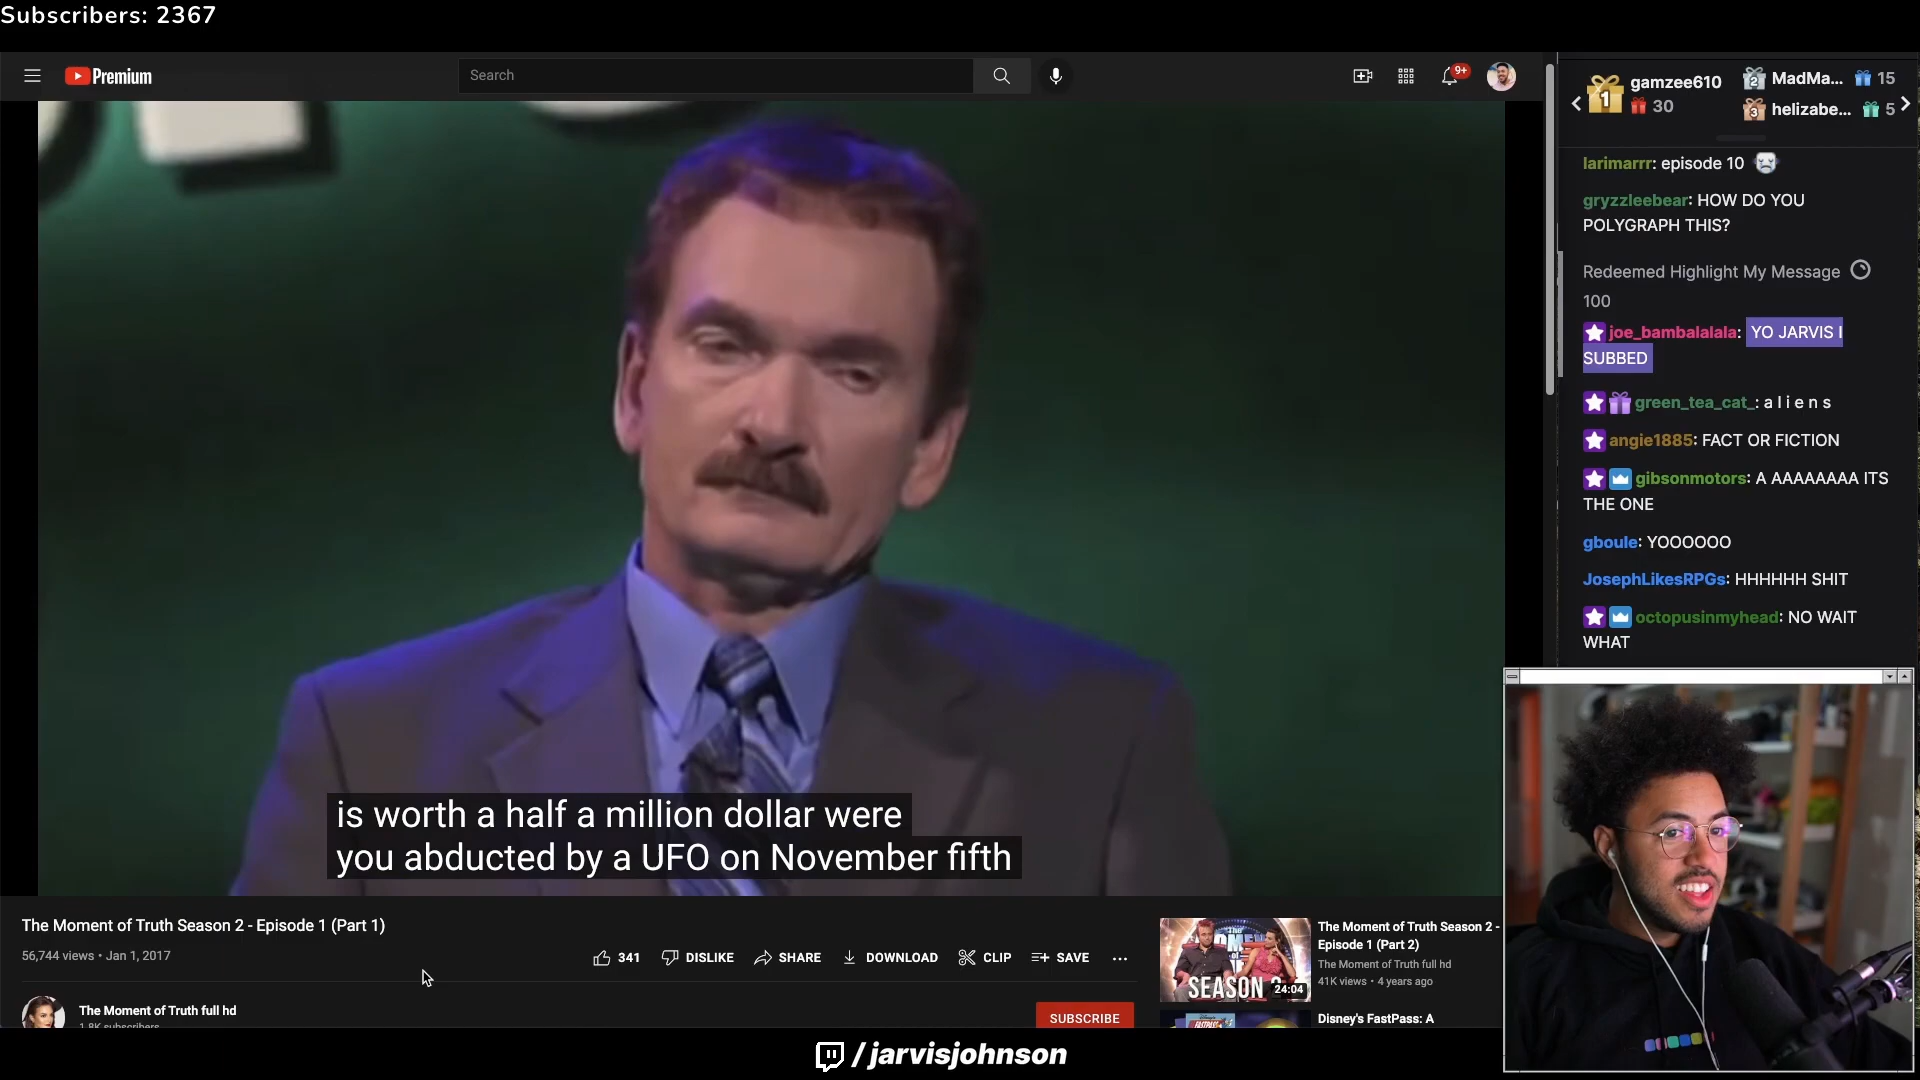 Subscribers: 2367
Premium
Search
9+
gamzee610
30
MadMa... 15
helizabe... 5
larimarrr: episode 10
gryzzleebear: HOW DO YOU
POLYGRAPH THIS?
Redeemed Highlight My Message
100
joe_bambalalala: YO JARVIS I
SUBBED
green_tea_cat_: a l i e n s
angie1885: FACT OR FICTION
gibsonmotors: A AAAAAAAA ITS
THE ONE
gboule: YOOOOOO
JosephLikesRPGs: HHHHHH SHIT
octopusinmyhead: NO WAIT
WHAT
is worth a half a million dollar were
you abducted by a UFO on November fifth
The Moment of Truth Season 2 - Episode 1 (Part 1)
56,744 views • Jan 1, 2017
341
DISLIKE
SHARE
DOWNLOAD
CLIP
SAVE
The Moment of Truth full hd
1.8K subscribers
SUBSCRIBE
SEASON
24:04
The Moment of Truth Season 2 -
Episode 1 (Part 2)
The Moment of Truth full hd
41K views • 4 years ago
Disney's FastPass: A
/jarvisjohnson